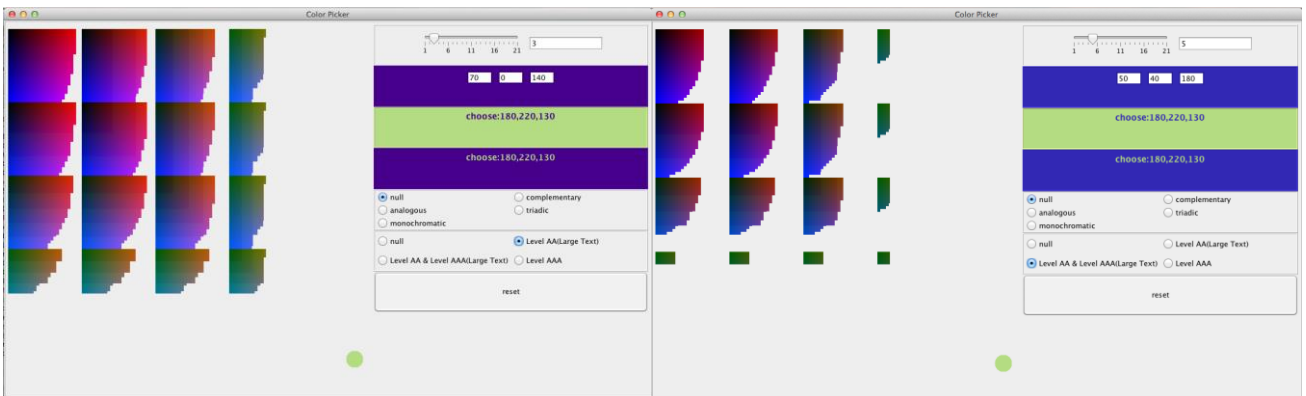 Color Picker
3
1 6 11 16 21
70 0 140
choose:180,220,130
choose:180,220,130
null complementary
analogous triadic
monochromatic
null Level AA(Large Text)
Level AA & Level AAA(Large Text) Level AAA
reset
Color Picker
5
1 6 11 16 21
50 40 180
choose:180,220,130
choose:180,220,130
null complementary
analogous triadic
monochromatic
null Level AA(Large Text)
Level AA & Level AAA(Large Text) Level AAA
reset